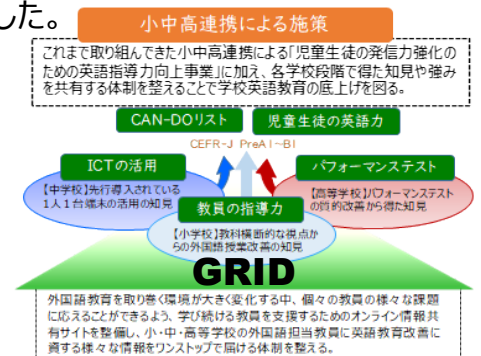 した。
小中高連携による施策
これまで取り組んできた小中高連携による「児童生徒の発信力強化の
ための英語指導力向上事業」に加え、各学校段階で得た知見や強み
を共有する体制を整えることで学校英語教育の底上げを図る。
CAN-DOリスト
児童生徒の英語力
CEFR-J PreA1~B1
ICTの活用
パフォーマンステスト
【中学校】先行導入されている
1人1台端末の活用の知見
【高等学校】パフォーマンステスト
の質的改善から得た知見
教員の指導力
【小学校】教科横断的な視点か
らの外国語授業改善の知見
GRID
外国語教育を取り巻く環境が大きく変化する中、個々の教員の様々な課題
に応えることができるよう、学び続ける教員を支援するためのオンライン情報共
有サイトを整備し、小・中・高等学校の外国語担当教員に英語教育改善に
資する様々な情報をワンストップで届ける体制を整える。